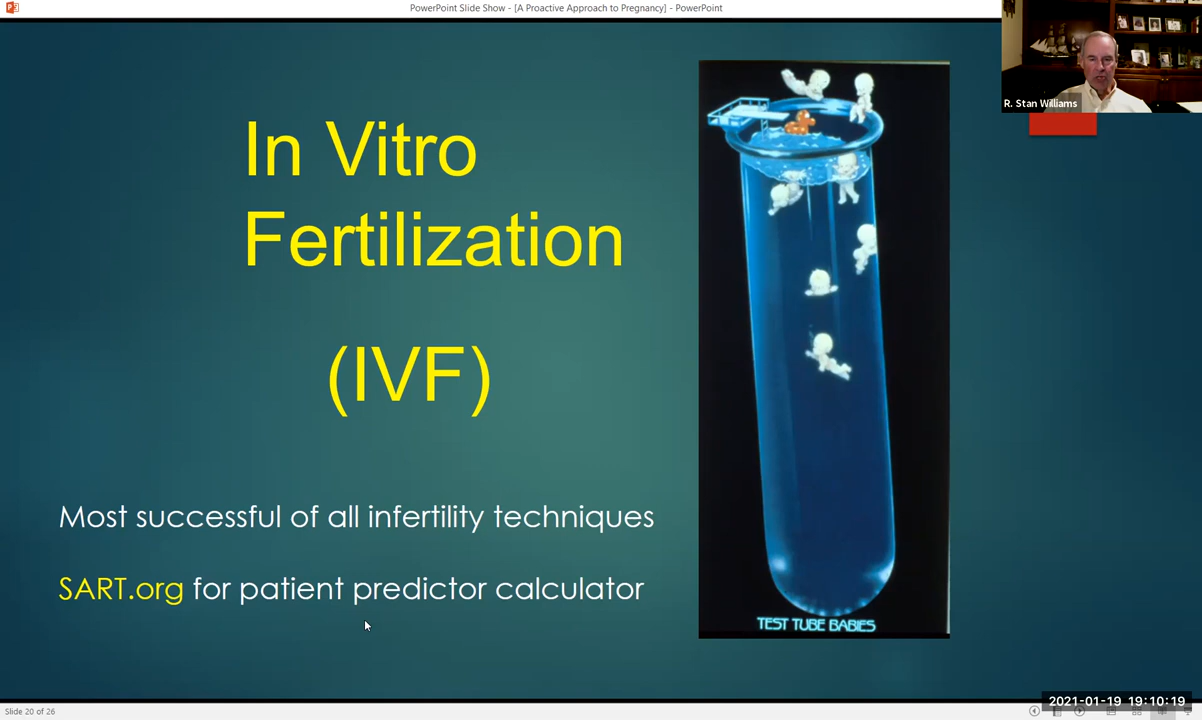 PowerPoint Slide Show - [A Proactive Approach to Pregnancy] - PowerPoint
R. Stan Williams
In Vitro
Fertilization
(IVF)
Most successful of all infertility techniques
SART.org for patient predictor calculator
TEST TUBE BABIES
2021-01-19 19:10:19
Slide 20 of 26